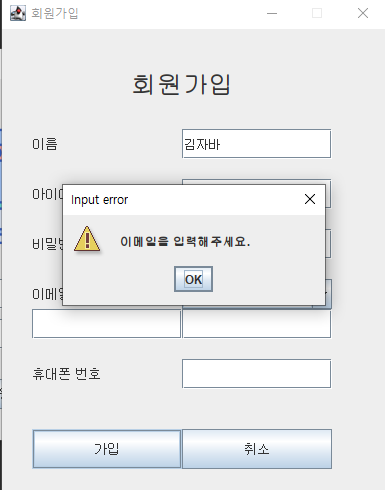 회원가입
회원가입
이름
김자바
Input error
이메일을 입력해주세요.
OK
휴대폰 번호
가입
취소